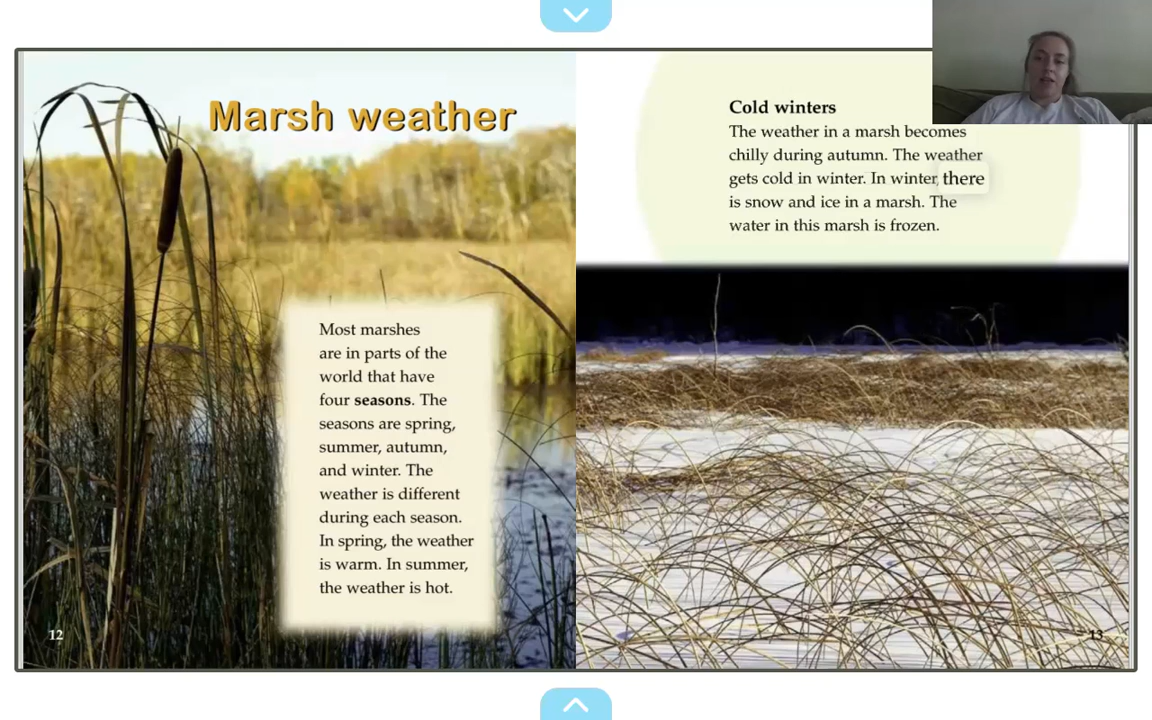 Marsh weather
Most marshes
are in parts of the
world that have
four seasons. The
seasons are spring,
summer, autumn,
and winter. The
weather is different
during each season.
In spring, the weather
is warm. In summer,
the weather is hot.
12
Cold winters
The weather in a marsh becomes
chilly during autumn. The weather
gets cold in winter. In winter, there
is snow and ice in a marsh. The
water in this marsh is frozen.
13